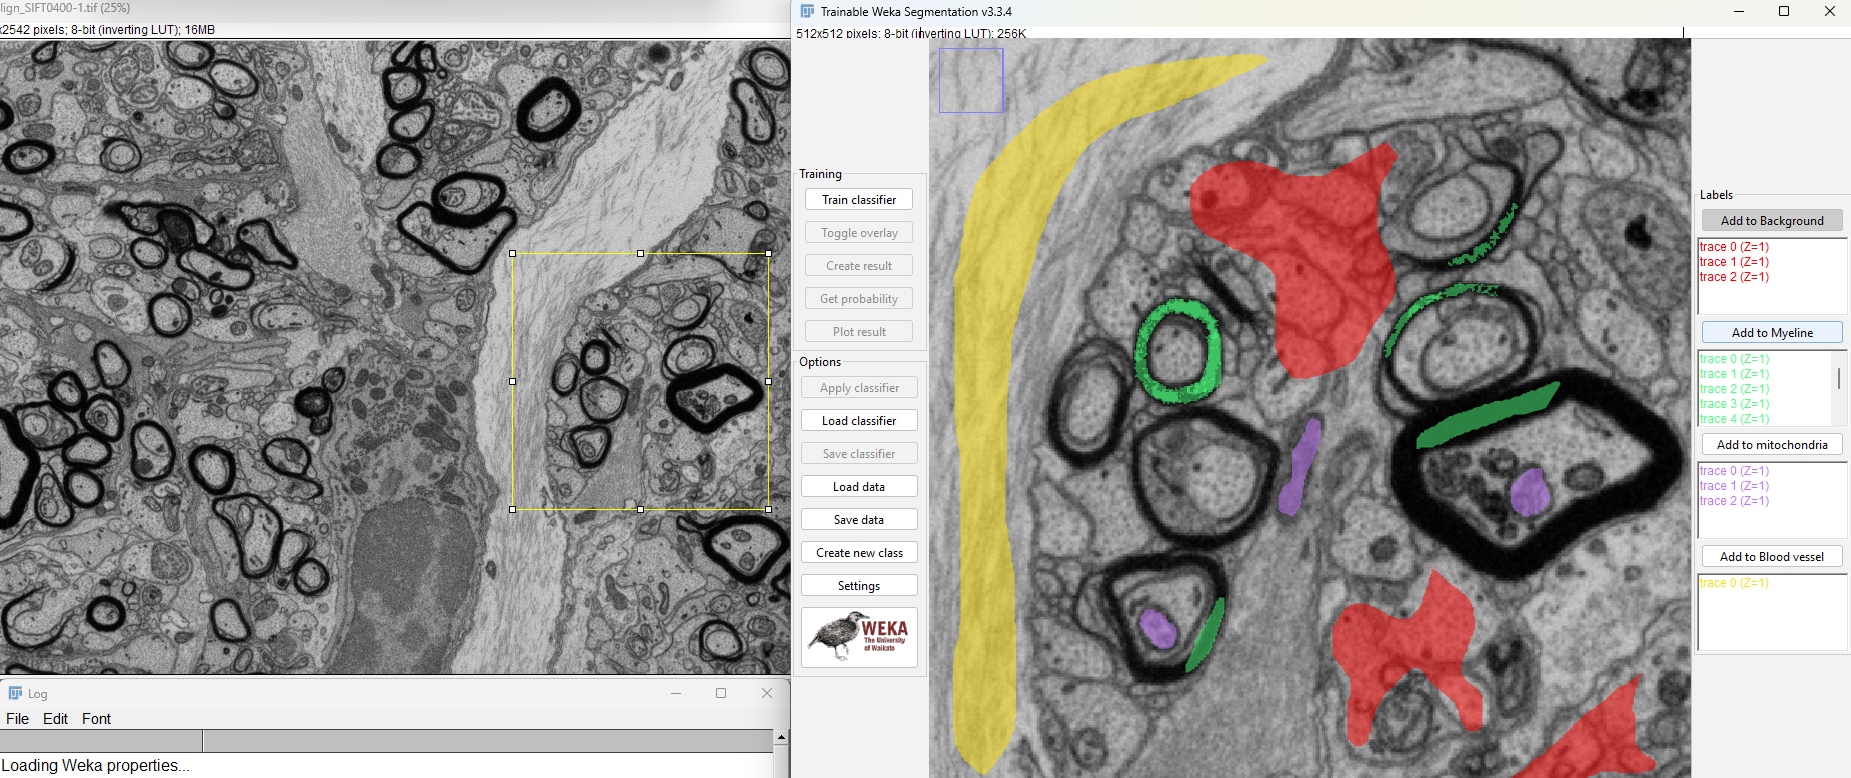 lign_SIFT0400-1.tif (25%)
x2542 pixels; 8-bit (inverting LUT); 16MB
Trainable Weka Segmentation v3.3.4
512x512 pixels; 8-bit (inverting LUT); 256K
Training
Train classifier
Toggle overlay
Create result
Get probability
Plot result
Options
Apply classifier
Load classifier
Save classifier
Load data
Save data
Create new class
Settings
WEKA
The University
of Waikato
Labels
Add to Background
trace 0 (Z=1)
trace 1 (Z=1)
trace 2 (Z=1)
Add to Myeline
trace 0 (Z=1)
trace 1 (Z=1)
trace 2 (Z=1)
trace 3 (Z=1)
trace 4 (Z=1)
Add to mitochondria
trace 0 (Z=1)
trace 1 (Z=1)
trace 2 (Z=1)
Add to Blood vessel
trace 0 (Z=1)
Log
File Edit Font
Loading Weka properties...